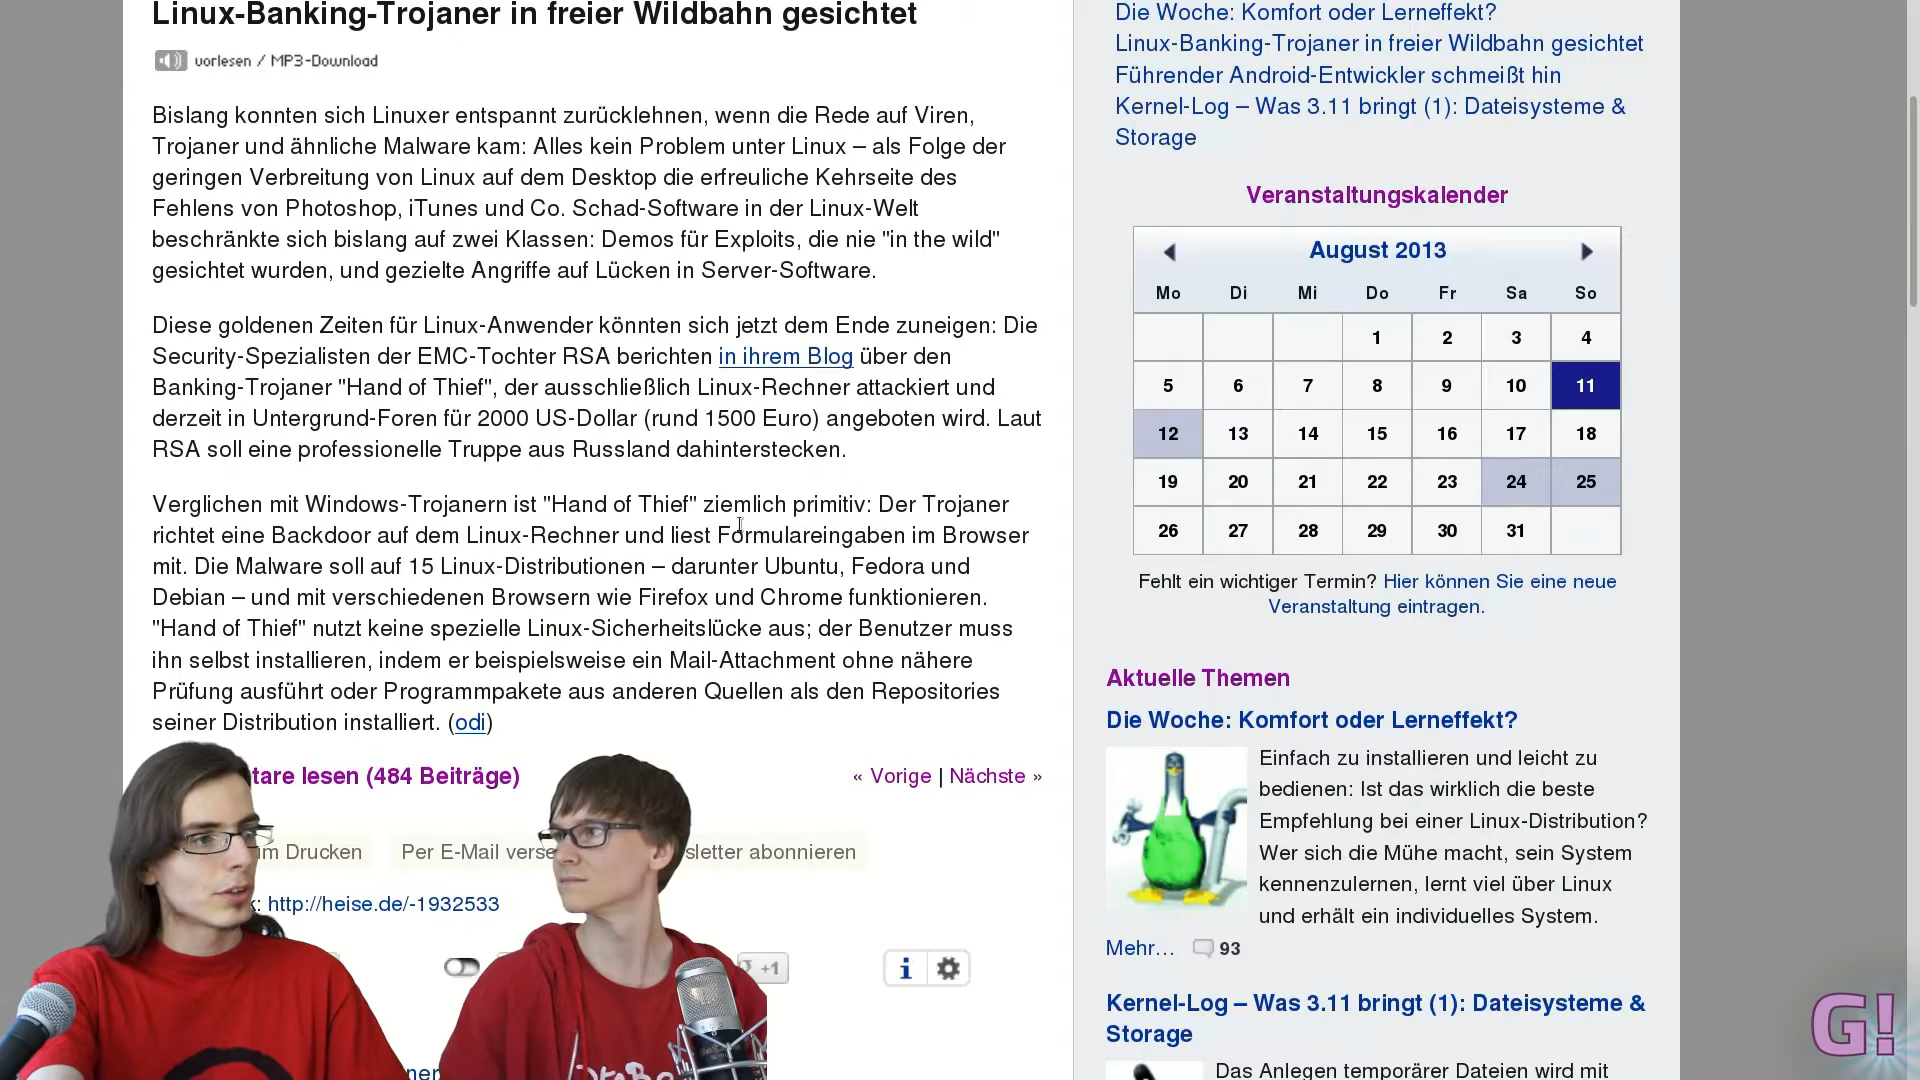 Linux-Banking-Trojaner in freier Wildbahn gesichtet
vorlesen / MP3-Download
Bislang konnten sich Linuxer entspannt zurücklehnen, wenn die Rede auf Viren,
Trojaner und ähnliche Malware kam: Alles kein Problem unter Linux – als Folge der
geringen Verbreitung von Linux auf dem Desktop die erfreuliche Kehrseite des
Fehlens von Photoshop, iTunes und Co. Schad-Software in der Linux-Welt
beschränkte sich bislang auf zwei Klassen: Demos für Exploits, die nie "in the wild"
gesichtet wurden, und gezielte Angriffe auf Lücken in Server-Software.
Diese goldenen Zeiten für Linux-Anwender könnten sich jetzt dem Ende zuneigen: Die
Security-Spezialisten der EMC-Tochter RSA berichten in ihrem Blog über den
Banking-Trojaner "Hand of Thief", der ausschließlich Linux-Rechner attackiert und
derzeit in Untergrund-Foren für 2000 US-Dollar (rund 1500 Euro) angeboten wird. Laut
RSA soll eine professionelle Truppe aus Russland dahinterstecken.
Verglichen mit Windows-Trojanern ist "Hand of Thief" ziemlich primitiv: Der Trojaner
richtet eine Backdoor auf dem Linux-Rechner und liest Formulareingaben im Browser
mit. Die Malware soll auf 15 Linux-Distributionen – darunter Ubuntu, Fedora und
Debian – und mit verschiedenen Browsern wie Firefox und Chrome funktionieren.
"Hand of Thief" nutzt keine spezielle Linux-Sicherheitslücke aus; der Benutzer muss
ihn selbst installieren, indem er beispielsweise ein Mail-Attachment ohne nähere
Prüfung ausführt oder Programmpakete aus anderen Quellen als den Repositories
seiner Distribution installiert. (odi)
tare lesen (484 Beiträge)
« Vorige | Nächste »
m Drucken
Per E-Mail verse
sletter abonnieren
k: http://heise.de/-1932533
+1
i
ner
Die Woche: Komfort oder Lerneffekt?
Linux-Banking-Trojaner in freier Wildbahn gesichtet
Führender Android-Entwickler schmeißt hin
Kernel-Log – Was 3.11 bringt (1): Dateisysteme &
Storage
Veranstaltungskalender
August 2013
Mo Di Mi Do Fr Sa So
1 2 3 4
5 6 7 8 9 10 11
12 13 14 15 16 17 18
19 20 21 22 23 24 25
26 27 28 29 30 31
Fehlt ein wichtiger Termin? Hier können Sie eine neue
Veranstaltung eintragen.
Aktuelle Themen
Die Woche: Komfort oder Lerneffekt?
Einfach zu installieren und leicht zu
bedienen: Ist das wirklich die beste
Empfehlung bei einer Linux-Distribution?
Wer sich die Mühe macht, sein System
kennenzulernen, lernt viel über Linux
und erhält ein individuelles System.
Mehr… 93
Kernel-Log – Was 3.11 bringt (1): Dateisysteme &
Storage
Das Anlegen temporärer Dateien wird mit
G!